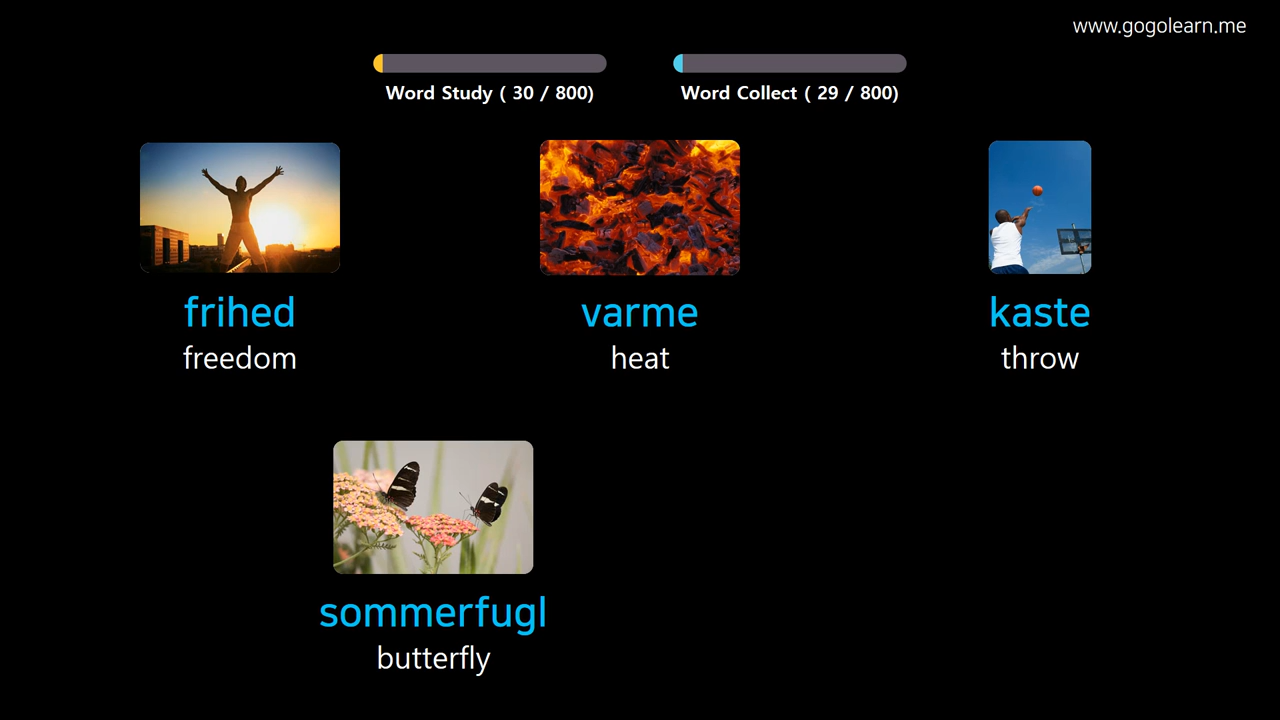 www.gogolearn.me
Word Study ( 30 / 800)
Word Collect ( 29 / 800)
frihed
freedom
varme
heat
kaste
throw
sommerfugl
butterfly